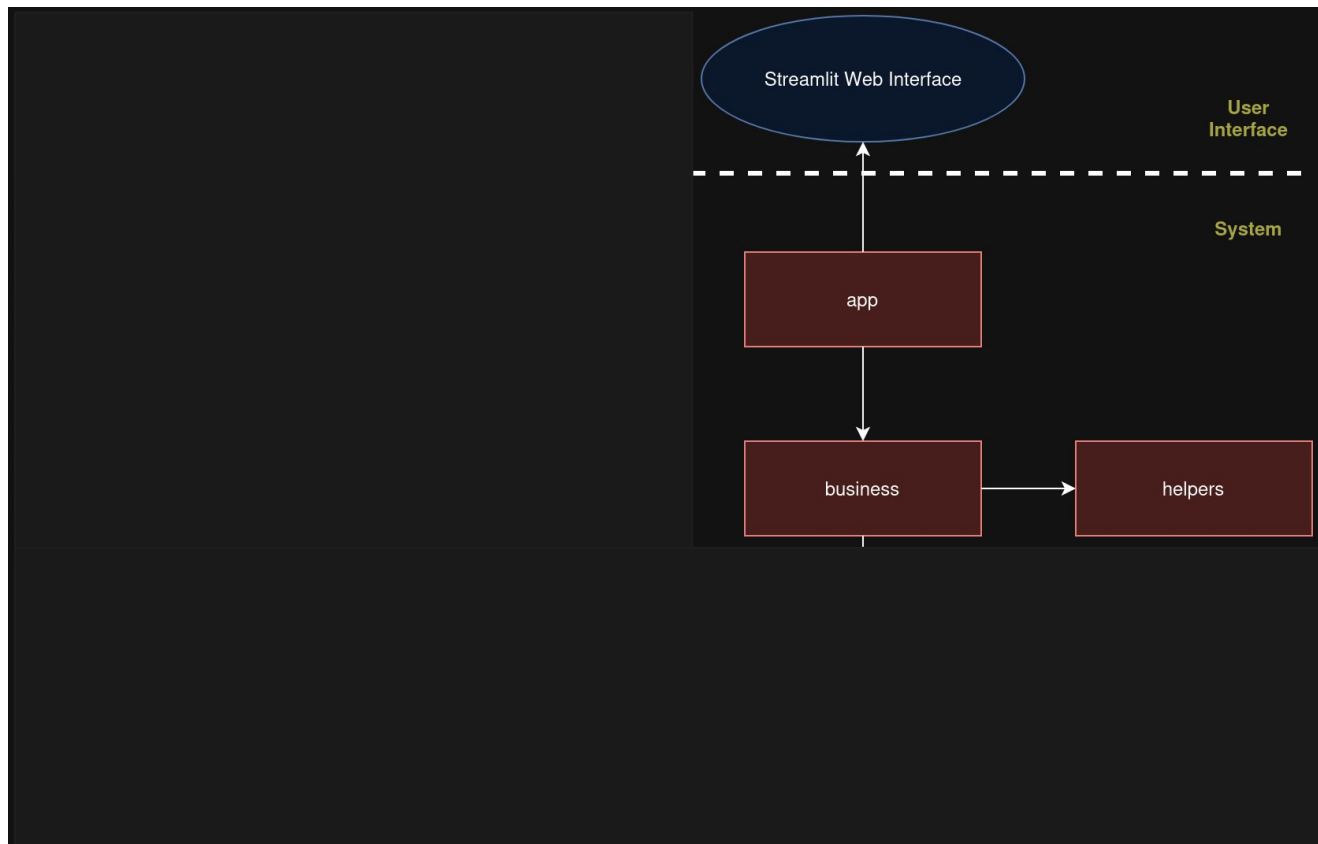 Streamlit Web Interface
User
Interface
System
app
business
helpers